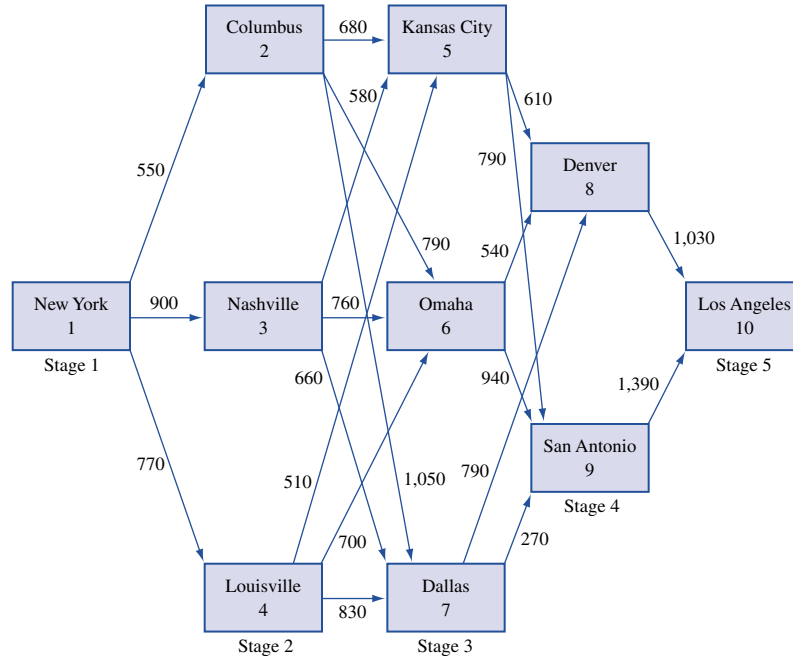 Columbus
2
680
Kansas City
5
580
610
550
790
Denver
8
790
540
1,030
New York
1
900
Nashville
3
760
Omaha
6
Los Angeles
10
Stage 1
Stage 5
660
940
1,390
770
San Antonio
9
510
1,050
790
Stage 4
700
270
Louisville
4
830
Dallas
7
Stage 2
Stage 3